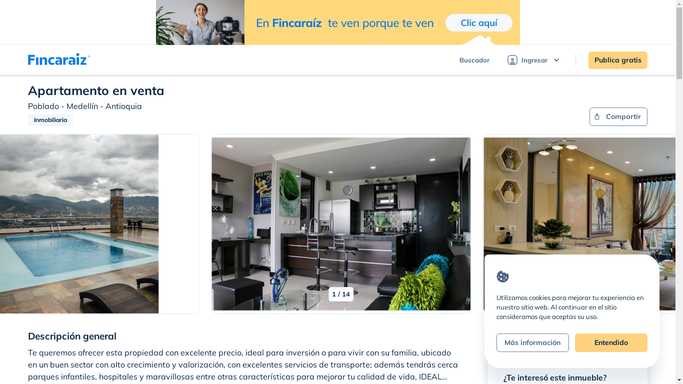 En Fincaraíz te ven porque te ven
Clic aquí
Fincaraiz
Buscador
Ingresar
Publica gratis
Apartamento en venta
Poblado - Medellín - Antioquia
Inmobiliaria
Compartir
1 / 14
Utilizamos cookies para mejorar tu experiencia en
nuestro sitio web. Al continuar en el sitio
consideramos que aceptas su uso.
Más información
Entendido
Descripción general
Te queremos ofrecer esta propiedad con excelente precio, ideal para inversión o para vivir con su familia, ubicado
en un buen sector con alto crecimiento y valorización, con excelentes servicios de transporte; además tendrás cerca
parques infantiles, hospitales y maravillosas entre otras características para mejorar tu calidad de vida, IDEAL...
¿Te interesó este inmueble?